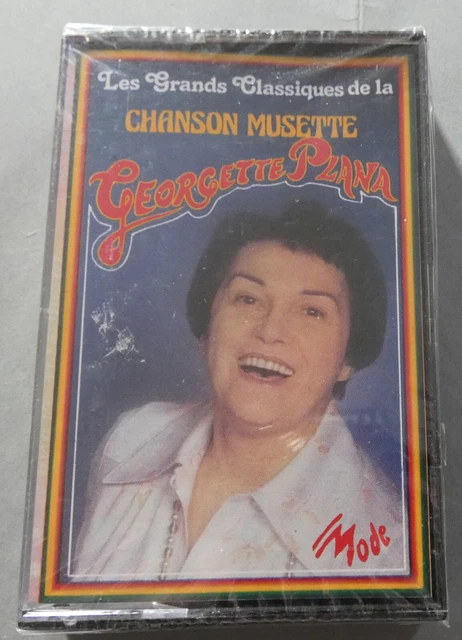 Les Grands Classiques de la
CHANSON MUSETTE
GEORGETTE PLANA
Mode